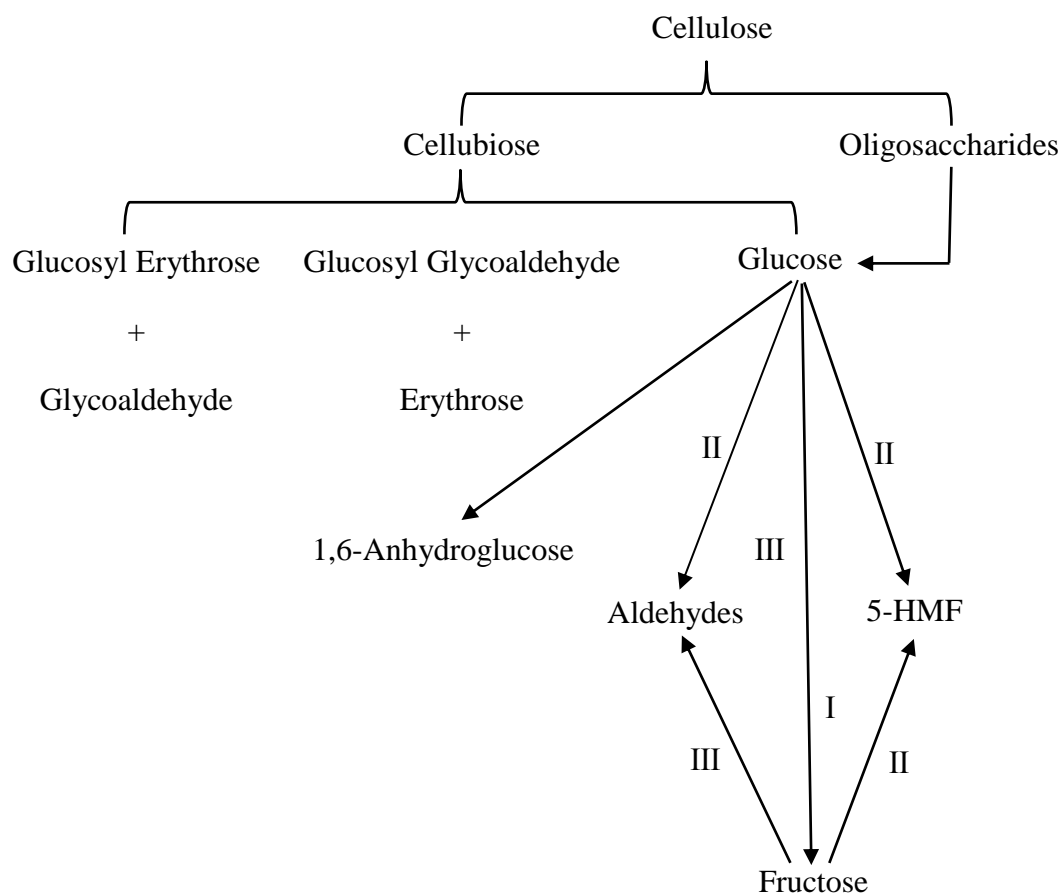 Cellulose
Cellubiose
Oligosaccharides
Glucosyl Erythrose
Glucosyl Glycoaldehyde
Glucose
+
+
Glycoaldehyde
Erythrose
II
II
1,6-Anhydroglucose
III
Aldehydes
5-HMF
I
III
II
Fructose